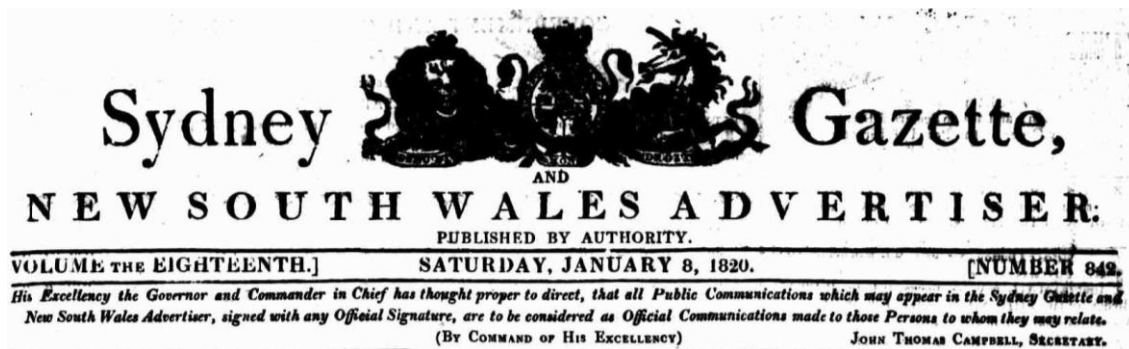 Sydney Gazette,
AND
NEW SOUTH WALES ADVERTISER.
PUBLISHED BY AUTHORITY.
VOLUME THE EIGHTEENTH.] SATURDAY, JANUARY 8, 1820. [NUMBER 842.
His Excellency the Governor and Commander in Chief has thought proper to direct, that all Public Communications which may appear in the Sydney Gazette and
New South Wales Advertiser, signed with any Official Signature, are to be considered as Official Communications made to those Persons to whom they may relate.
(BY COMMAND OF HIS EXCELLENCY) JOHN THOMAS CAMPBELL, SECRETARY.